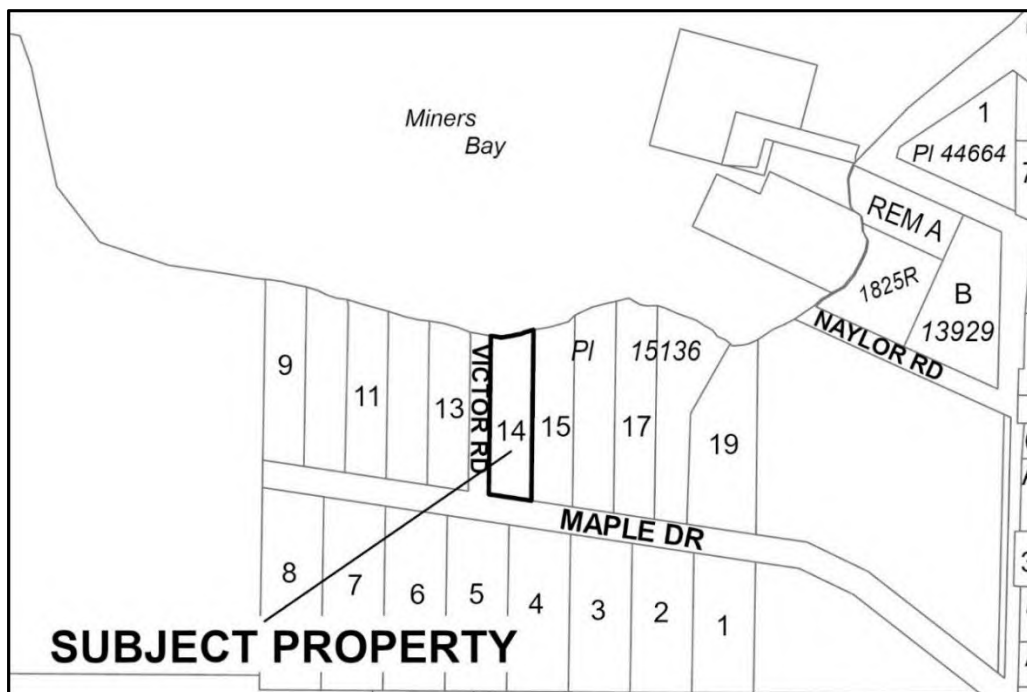 Miners
Bay
1
Pl 44664
REM A
1825R
B
13929
NAYLOR RD
9
11
13
VICTOR RD
14
15
Pl 15136
17
19
MAPLE DR
8
7
6
5
4
3
2
1
SUBJECT PROPERTY